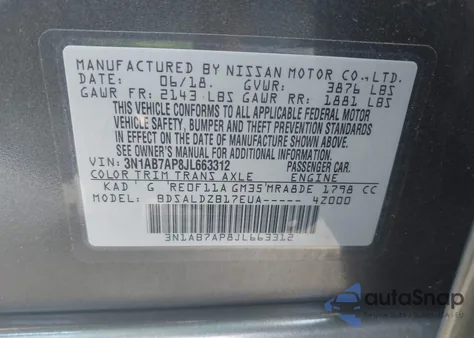 MANUFACTURED BY NISSAN MOTOR CO., LTD.
DATE: 06/18. GVWR: 3876 LBS
GAWR FR: 2143 LBS GAWR RR: 1881 LBS
THIS VEHICLE CONFORMS TO ALL APPLICABLE FEDERAL MOTOR
VEHICLE SAFETY, BUMPER AND THEFT PREVENTION STANDARDS
IN EFFECT ON THE DATE OF MANUFACTURE SHOWN ABOVE.
SEE OWNER'S MANUAL FOR ADDITIONAL INFORMATION.
VIN: 3N1AB7AP8JL663312 PASSENGER CAR.
COLOR TRIM TRANS AXLE ENGINE
KAD G RE0F11A GM35 MRA8DE 1798 CC
MODEL: BDSALDZB17EUA----- 4Z000
3N1AB7AP8JL663312
autoSnap